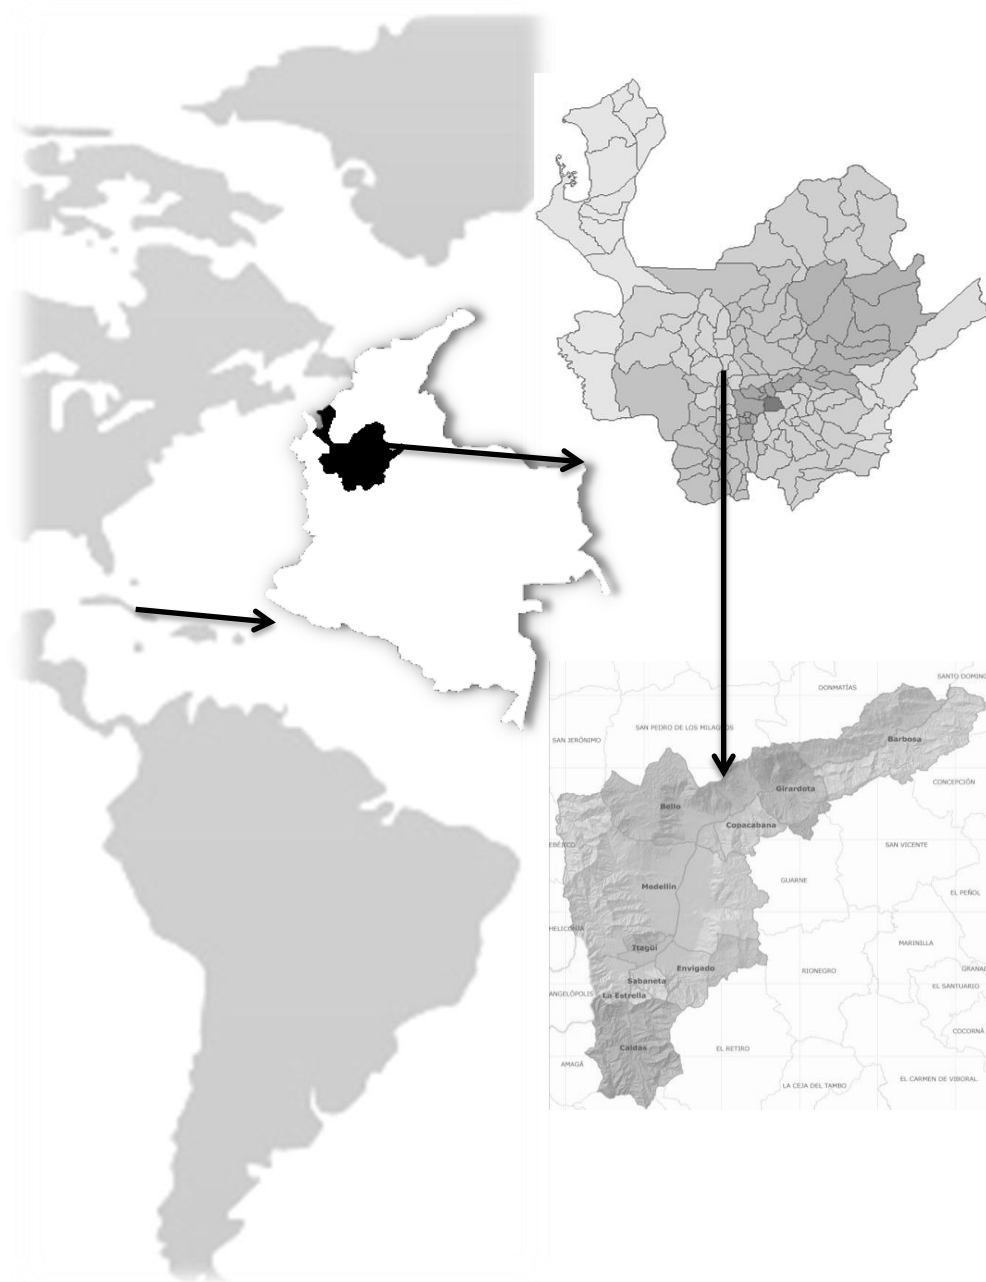 SANTO DOMING
DONMATÍAS
SAN PEDRO DE LOS MILAGROS
SAN JERÓNIMO
Barbosa
CONCEPCIÓN
Girardota
Bello
Copacabana
EBÉJICO
SAN VICENTE
GUARNE
Medellín
EL PEÑOL
HELICONIA
MARINILLA
Itagüí
Envigado
RIONEGRO
GRANAD
Sabaneta
EL SANTUARIO
ANGELÓPOLIS
La Estrella
COCORNÁ
Caldas
EL RETIRO
AMAGÁ
EL CARMEN DE VIBORAL
LA CEJA DEL TAMBO